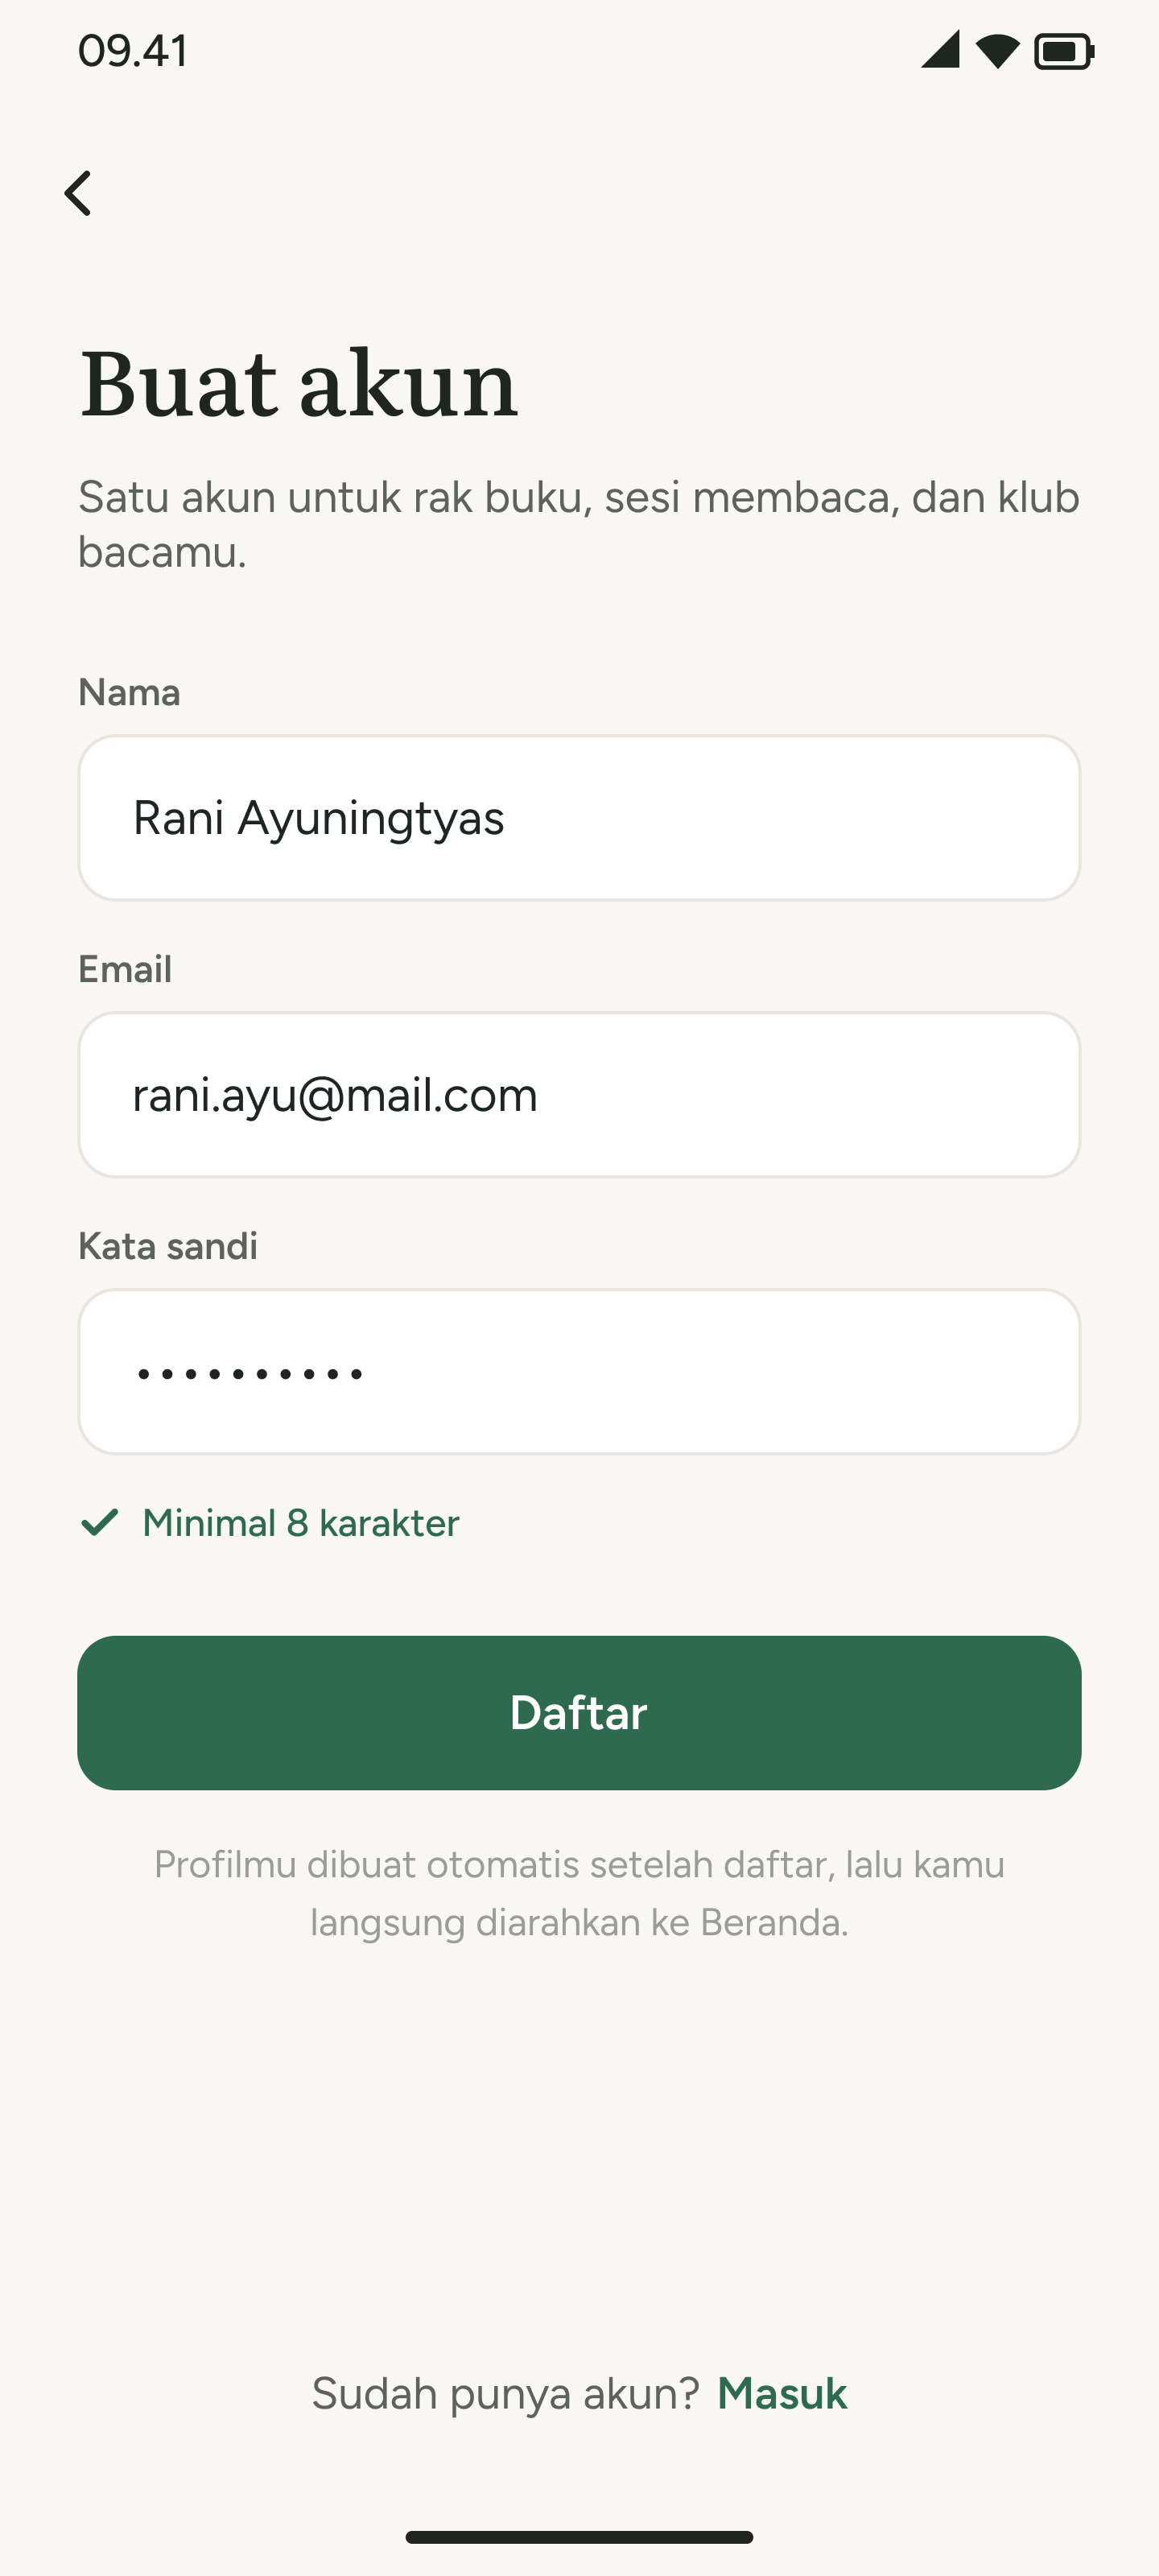 09.41
Buat akun
Satu akun untuk rak buku, sesi membaca, dan klub
bacamu.
Nama
Rani Ayuningtyas
Email
rani.ayu@mail.com
Kata sandi
••••••••••
Minimal 8 karakter
Daftar
Profilmu dibuat otomatis setelah daftar, lalu kamu
langsung diarahkan ke Beranda.
Sudah punya akun? Masuk